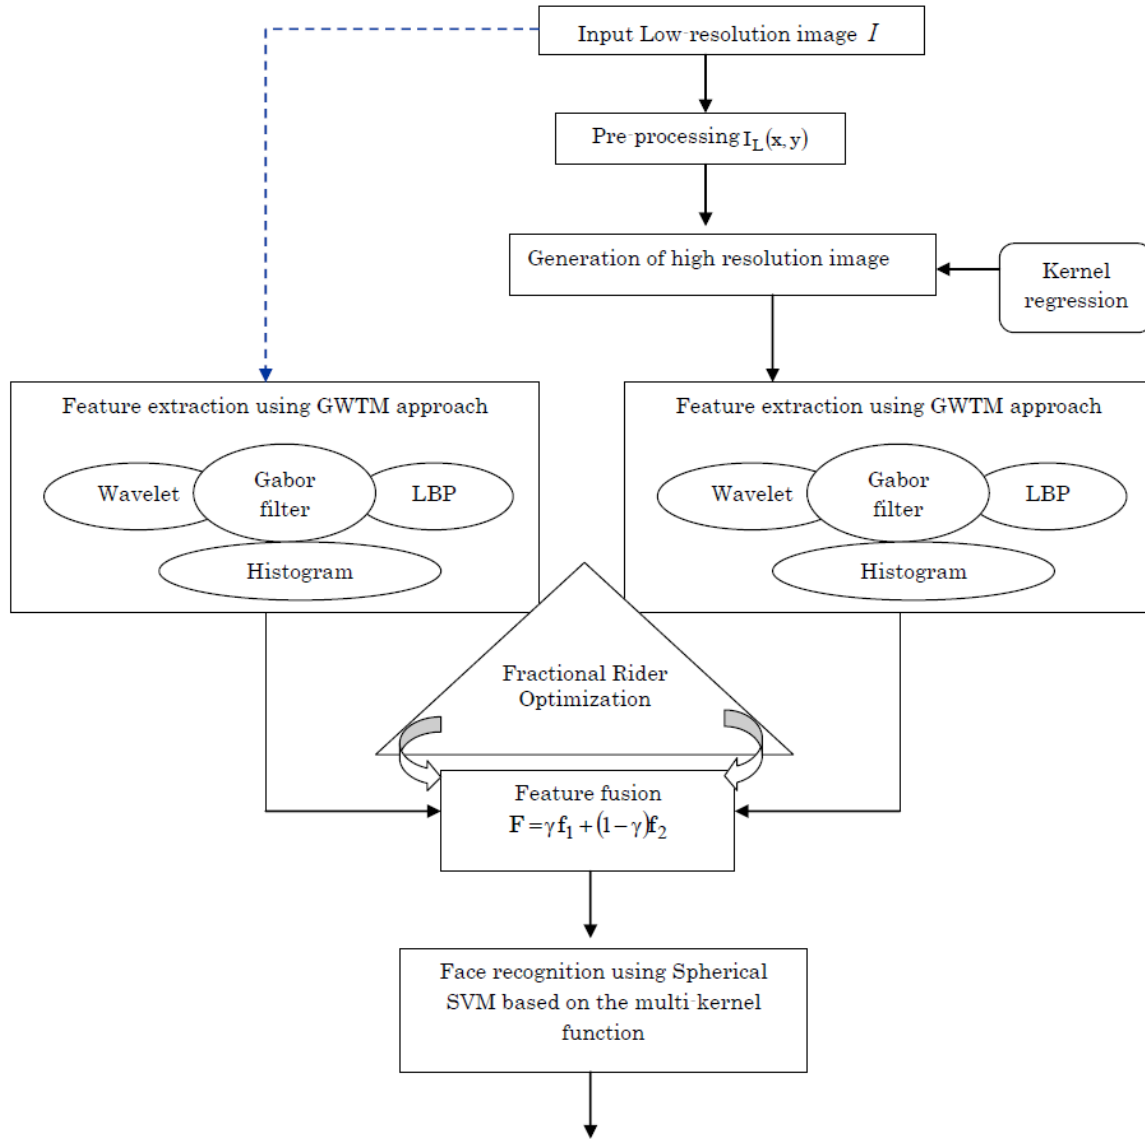 Input Low-resolution image I
Pre-processing I_L(x, y)
Generation of high resolution image
Kernel
regression
Feature extraction using GWTM approach
Wavelet
Gabor
filter
LBP
Histogram
Feature extraction using GWTM approach
Wavelet
Gabor
filter
LBP
Histogram
Fractional Rider
Optimization
Feature fusion
F = γf₁ + (1 − γ)f₂
Face recognition using Spherical
SVM based on the multi-kernel
function